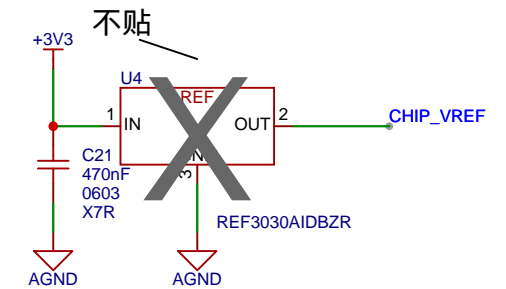 不贴
+3V3
U4
REF
1
IN
OUT
2
CHIP_VREF
C21
470nF
0603
X7R
3
REF3030AIDBZR
AGND
AGND